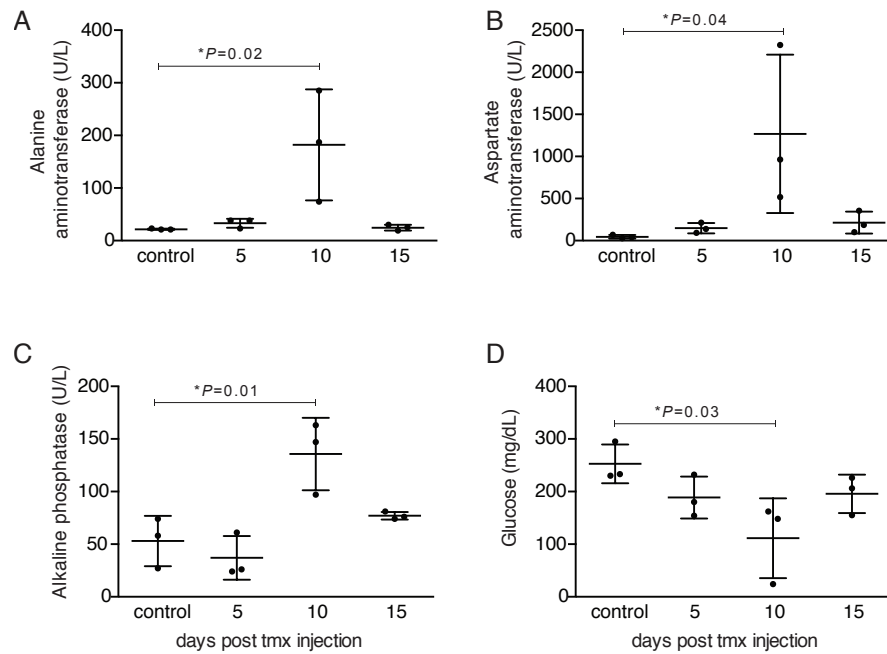 A
Alanine
aminotransferase (U/L)
400
300
200
100
0
*P=0.02
control 5 10 15
B
Aspartate
aminotransferase (U/L)
2500
2000
1500
1000
500
0
*P=0.04
control 5 10 15
C
Alkaline phosphatase (U/L)
200
150
100
50
0
*P=0.01
control 5 10 15
days post tmx injection
D
Glucose (mg/dL)
400
300
200
100
0
*P=0.03
control 5 10 15
days post tmx injection